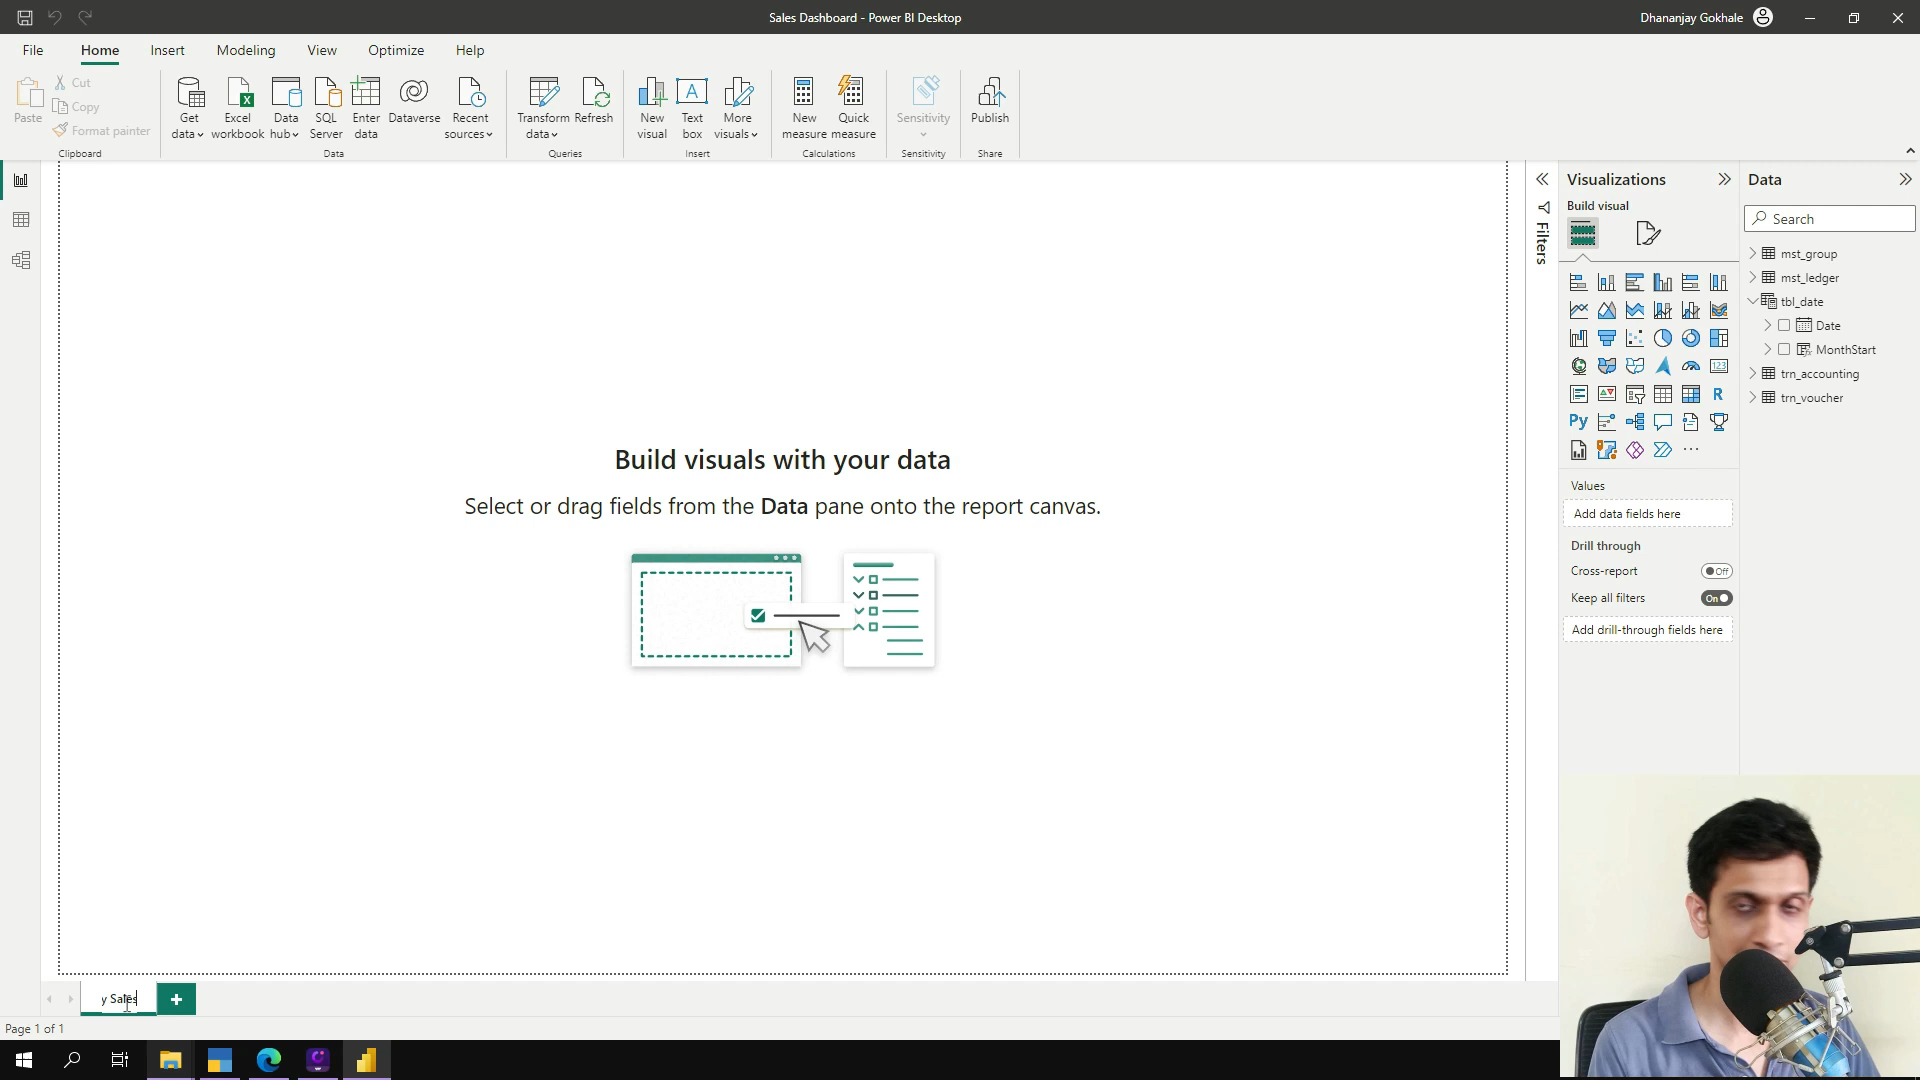 Sales Dashboard - Power BI Desktop
Dhananjay Gokhale
File
Home
Insert
Modeling
View
Optimize
Help
Paste
Cut
Copy
Format painter
Clipboard
Get data
Excel workbook
Data hub
SQL Server
Enter data
Dataverse
Recent sources
Data
Transform data
Refresh
Queries
New visual
Text box
More visuals
Insert
New measure
Quick measure
Calculations
Sensitivity
Sensitivity
Publish
Share
Filters
Visualizations
Build visual
123
R
Py
Values
Add data fields here
Drill through
Cross-report
Off
Keep all filters
On
Add drill-through fields here
Data
Search
mst_group
mst_ledger
tbl_date
Date
MonthStart
trn_accounting
trn_voucher
Build visuals with your data
Select or drag fields from the Data pane onto the report canvas.
y Sales
Page 1 of 1